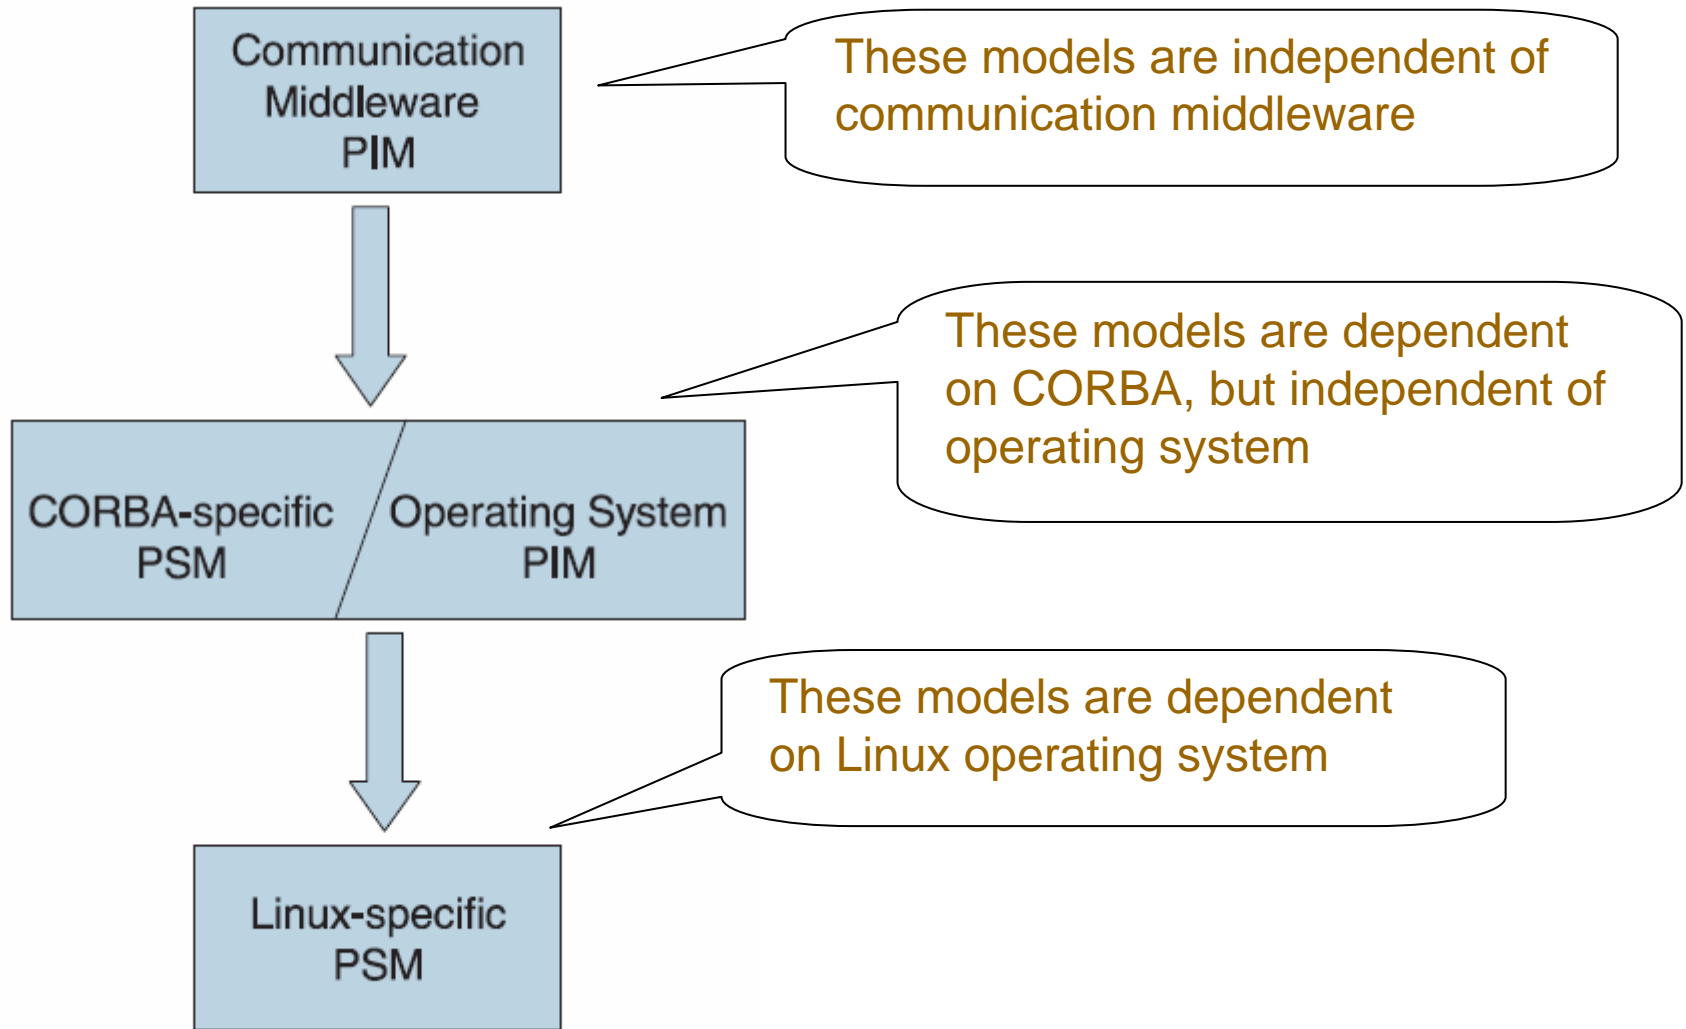 Communication
Middleware
PIM
These models are independent of
communication middleware
These models are dependent
on CORBA, but independent of
operating system
CORBA-specific
PSM
Operating System
PIM
These models are dependent
on Linux operating system
Linux-specific
PSM